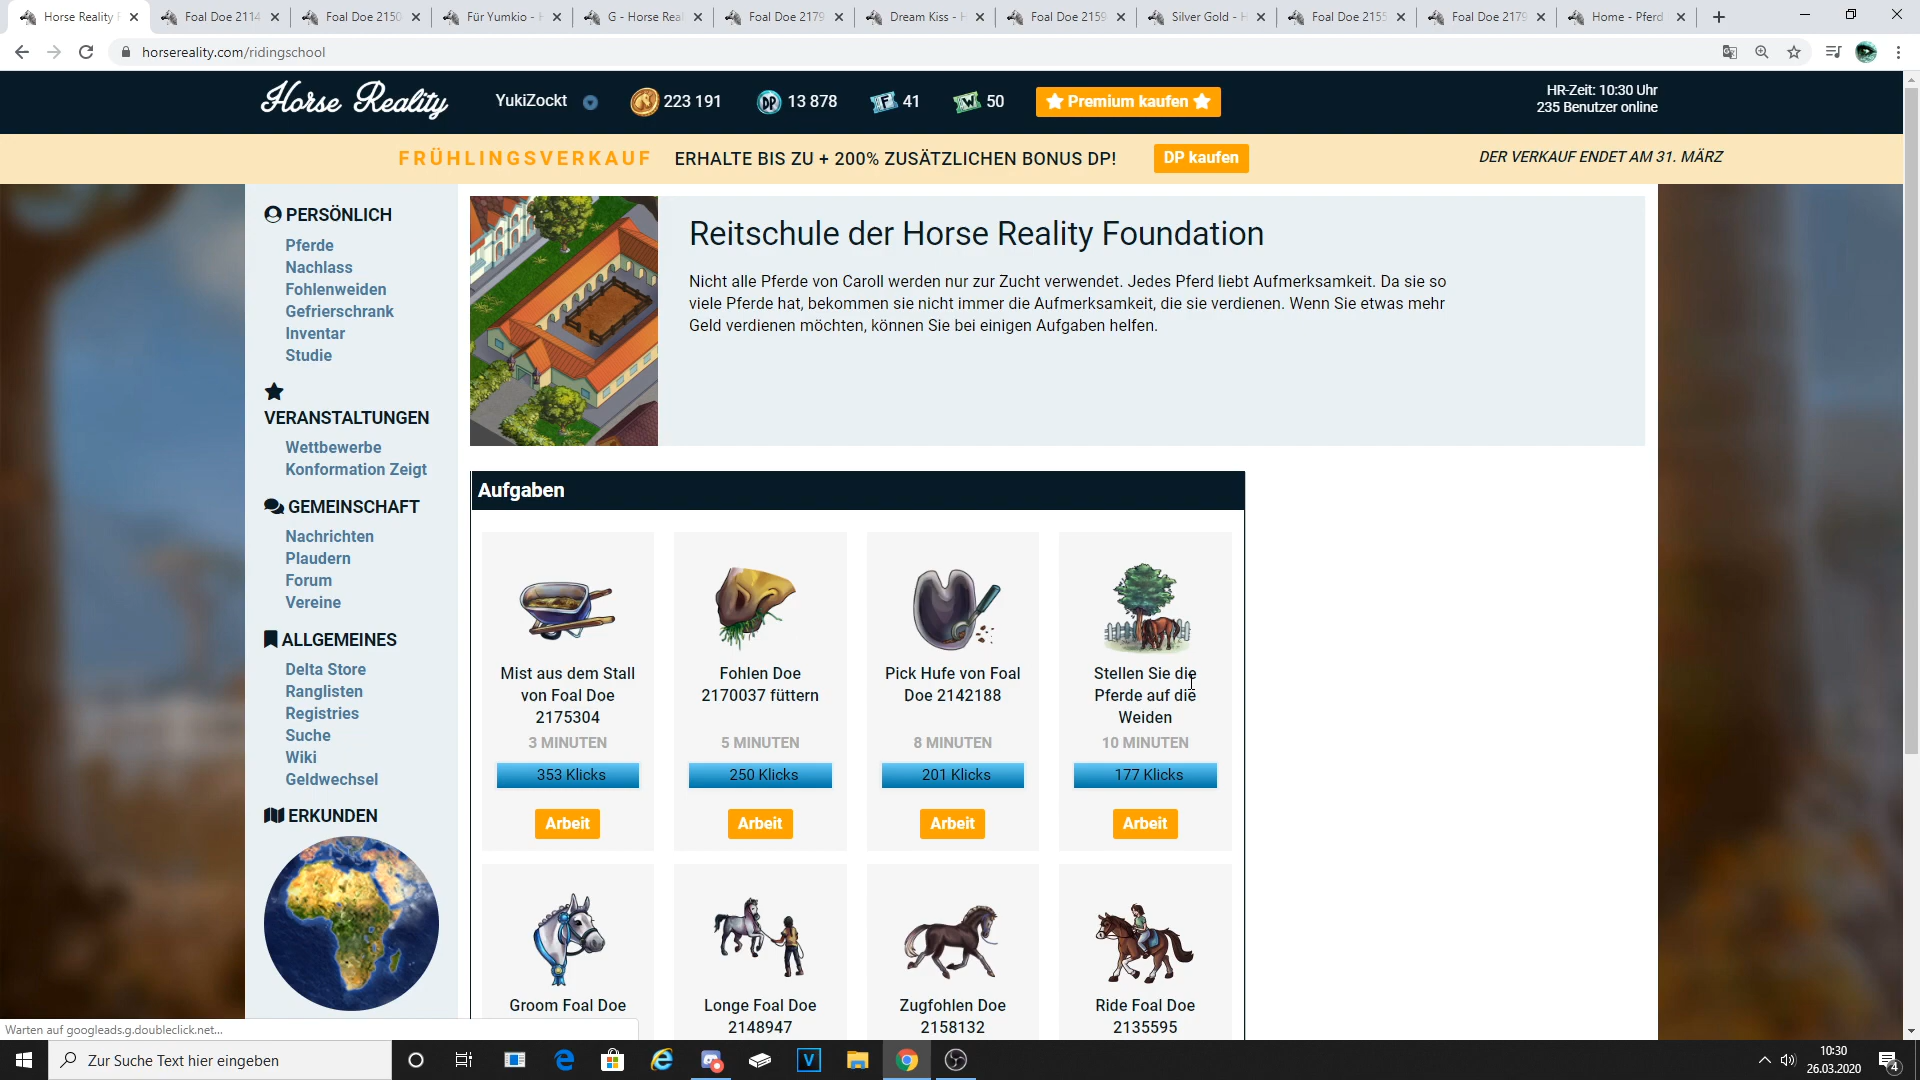 Horse Reality
Foal Doe 2114
Foal Doe 2150
Für Yumkio -
G - Horse Real
Foal Doe 2179
Dream Kiss -
Foal Doe 2159
Silver Gold -
Foal Doe 2155
Foal Doe 2179
Home - Pferd
horsereality.com/ridingschool
Horse Reality
YukiZockt
223 191
DP
13 878
F
41
W
50
Premium kaufen
HR-Zeit: 10:30 Uhr
235 Benutzer online
FRÜHLINGSVERKAUF
ERHALTE BIS ZU + 200% ZUSÄTZLICHEN BONUS DP!
DP kaufen
DER VERKAUF ENDET AM 31. MÄRZ
PERSÖNLICH
Pferde
Nachlass
Fohlenweiden
Gefrierschrank
Inventar
Studie
VERANSTALTUNGEN
Wettbewerbe
Konformation Zeigt
GEMEINSCHAFT
Nachrichten
Plaudern
Forum
Vereine
ALLGEMEINES
Delta Store
Ranglisten
Registries
Suche
Wiki
Geldwechsel
ERKUNDEN
Reitschule der Horse Reality Foundation
Nicht alle Pferde von Caroll werden nur zur Zucht verwendet. Jedes Pferd liebt Aufmerksamkeit. Da sie so
viele Pferde hat, bekommen sie nicht immer die Aufmerksamkeit, die sie verdienen. Wenn Sie etwas mehr
Geld verdienen möchten, können Sie bei einigen Aufgaben helfen.
Aufgaben
Mist aus dem Stall
von Foal Doe
2175304
3 MINUTEN
353 Klicks
Arbeit
Fohlen Doe
2170037 füttern
5 MINUTEN
250 Klicks
Arbeit
Pick Hufe von Foal
Doe 2142188
8 MINUTEN
201 Klicks
Arbeit
Stellen Sie die
Pferde auf die
Weiden
10 MINUTEN
177 Klicks
Arbeit
Groom Foal Doe
Longe Foal Doe
2148947
Zugfohlen Doe
2158132
Ride Foal Doe
2135595
Warten auf googleads.g.doubleclick.net...
Zur Suche Text hier eingeben
V
10:30
26.03.2020
4